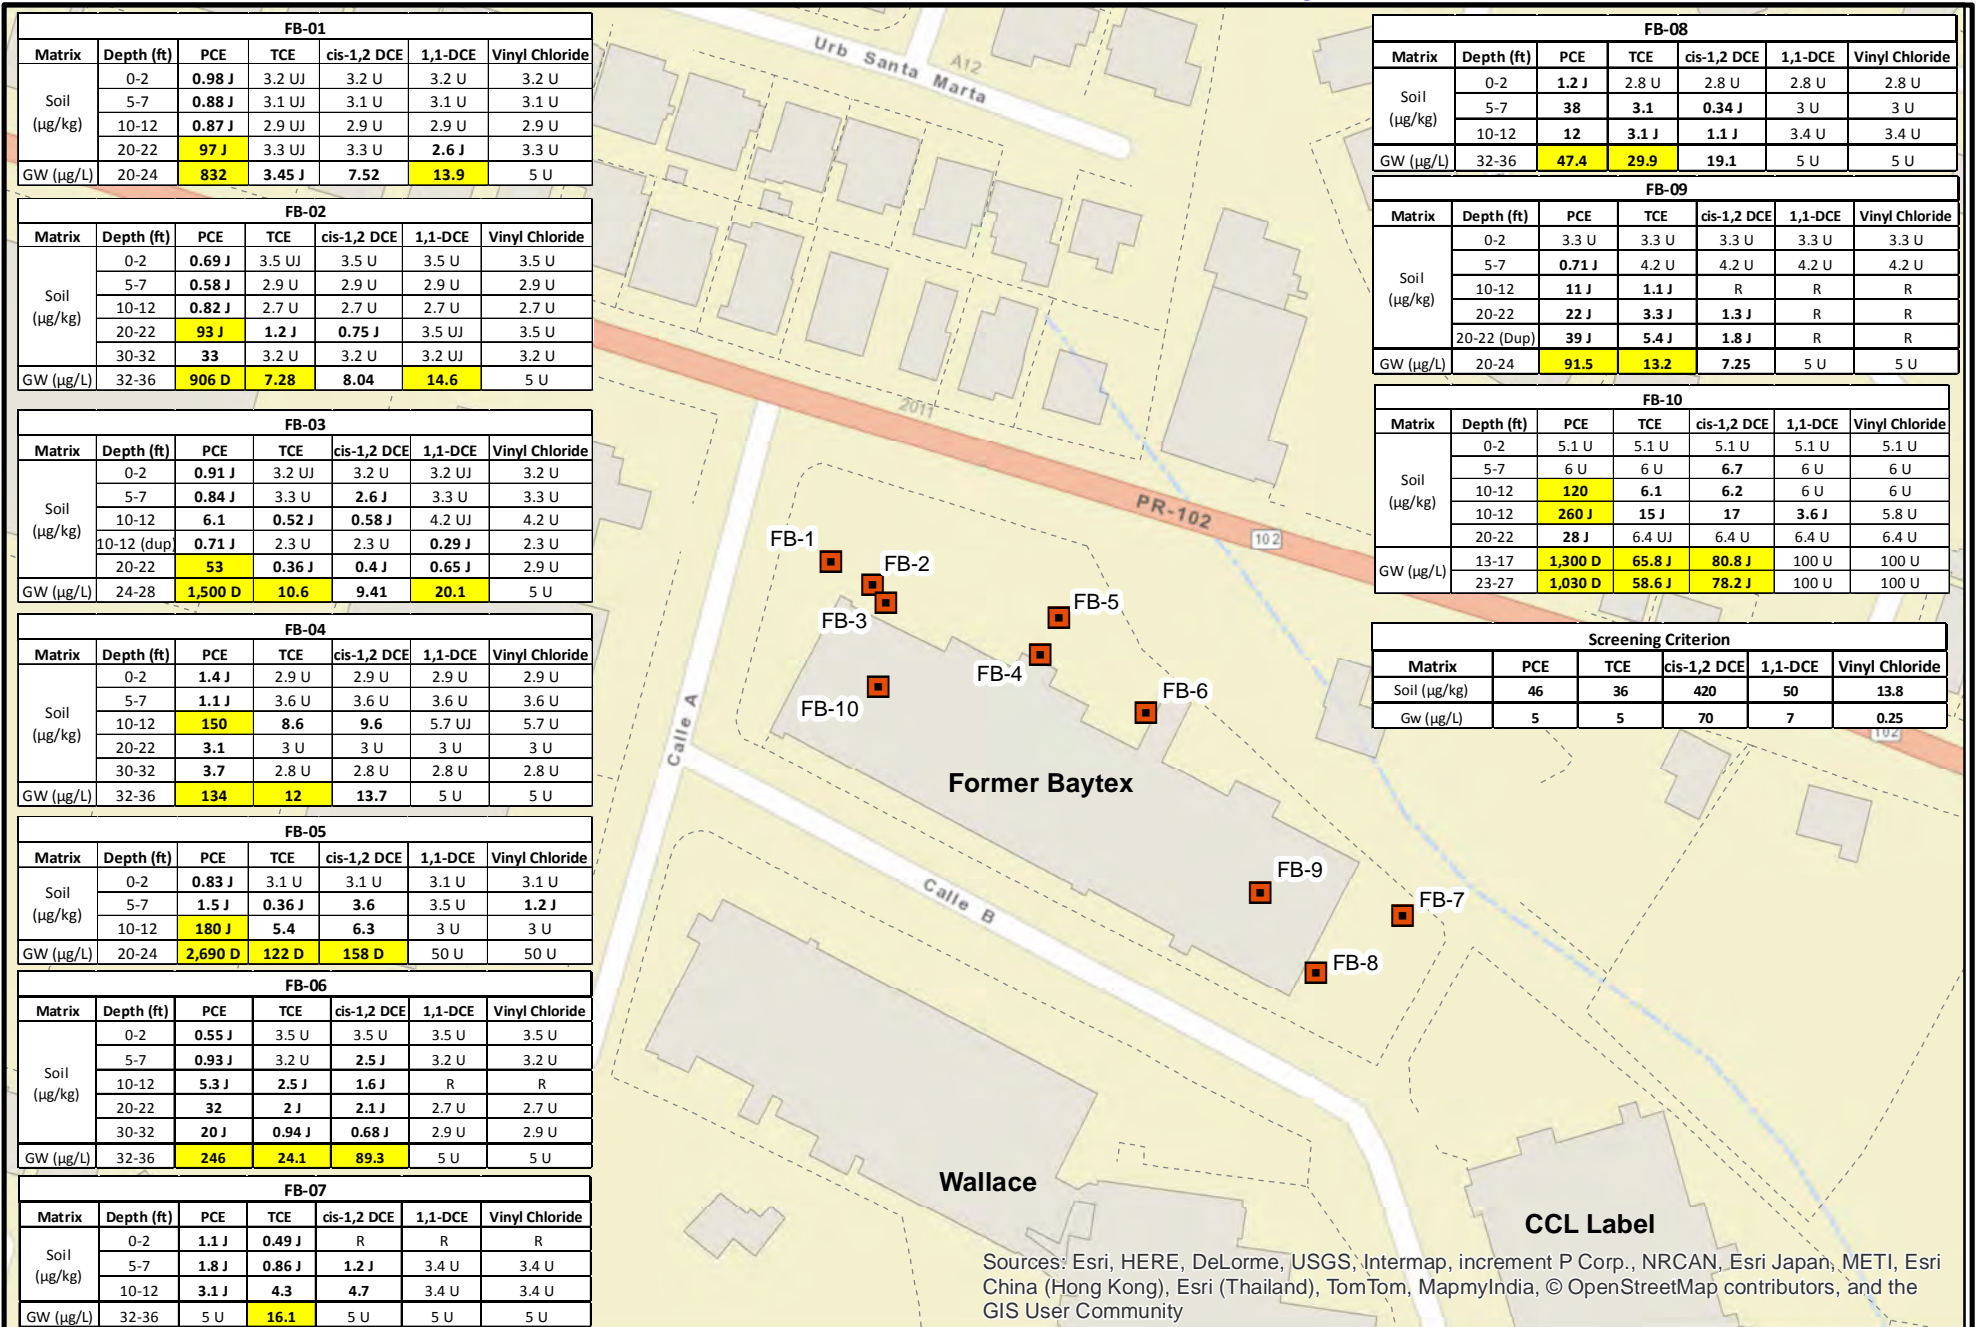 FB-01
Matrix Depth (ft) PCE TCE cis-1,2 DCE 1,1-DCE Vinyl Chloride
Soil (µg/kg)
0-2 0.98 J 3.2 UJ 3.2 U 3.2 U 3.2 U
5-7 0.88 J 3.1 UJ 3.1 U 3.1 U 3.1 U
10-12 0.87 J 2.9 UJ 2.9 U 2.9 U 2.9 U
20-22 97 J 3.3 UJ 3.3 U 2.6 J 3.3 U
GW (µg/L) 20-24 832 3.45 J 7.52 13.9 5 U
FB-02
Matrix Depth (ft) PCE TCE cis-1,2 DCE 1,1-DCE Vinyl Chloride
Soil (µg/kg)
0-2 0.69 J 3.5 UJ 3.5 U 3.5 U 3.5 U
5-7 0.58 J 2.9 U 2.9 U 2.9 U 2.9 U
10-12 0.82 J 2.7 U 2.7 U 2.7 U 2.7 U
20-22 93 J 1.2 J 0.75 J 3.5 UJ 3.5 U
30-32 33 3.2 U 3.2 U 3.2 UJ 3.2 U
GW (µg/L) 32-36 906 D 7.28 8.04 14.6 5 U
FB-03
Matrix Depth (ft) PCE TCE cis-1,2 DCE 1,1-DCE Vinyl Chloride
Soil (µg/kg)
0-2 0.91 J 3.2 UJ 3.2 U 3.2 UJ 3.2 U
5-7 0.84 J 3.3 U 2.6 J 3.3 U 3.3 U
10-12 6.1 0.52 J 0.58 J 4.2 UJ 4.2 U
10-12 (dup) 0.71 J 2.3 U 2.3 U 0.29 J 2.3 U
20-22 53 0.36 J 0.4 J 0.65 J 2.9 U
GW (µg/L) 24-28 1,500 D 10.6 9.41 20.1 5 U
FB-04
Matrix Depth (ft) PCE TCE cis-1,2 DCE 1,1-DCE Vinyl Chloride
Soil (µg/kg)
0-2 1.4 J 2.9 U 2.9 U 2.9 U 2.9 U
5-7 1.1 J 3.6 U 3.6 U 3.6 U 3.6 U
10-12 150 8.6 9.6 5.7 UJ 5.7 U
20-22 3.1 3 U 3 U 3 U 3 U
30-32 3.7 2.8 U 2.8 U 2.8 U 2.8 U
GW (µg/L) 32-36 134 12 13.7 5 U 5 U
FB-05
Matrix Depth (ft) PCE TCE cis-1,2 DCE 1,1-DCE Vinyl Chloride
Soil (µg/kg)
0-2 0.83 J 3.1 U 3.1 U 3.1 U 3.1 U
5-7 1.5 J 0.36 J 3.6 3.5 U 1.2 J
10-12 180 J 5.4 6.3 3 U 3 U
GW (µg/L) 20-24 2,690 D 122 D 158 D 50 U 50 U
FB-06
Matrix Depth (ft) PCE TCE cis-1,2 DCE 1,1-DCE Vinyl Chloride
Soil (µg/kg)
0-2 0.55 J 3.5 U 3.5 U 3.5 U 3.5 U
5-7 0.93 J 3.2 U 2.5 J 3.2 U 3.2 U
10-12 5.3 J 2.5 J 1.6 J R R
20-22 32 2 J 2.1 J 2.7 U 2.7 U
30-32 20 J 0.94 J 0.68 J 2.9 U 2.9 U
GW (µg/L) 32-36 246 24.1 89.3 5 U 5 U
FB-07
Matrix Depth (ft) PCE TCE cis-1,2 DCE 1,1-DCE Vinyl Chloride
Soil (µg/kg)
0-2 1.1 J 0.49 J R R R
5-7 1.8 J 0.86 J 1.2 J 3.4 U 3.4 U
10-12 3.1 J 4.3 4.7 3.4 U 3.4 U
GW (µg/L) 32-36 5 U 16.1 5 U 5 U 5 U
FB-08
Matrix Depth (ft) PCE TCE cis-1,2 DCE 1,1-DCE Vinyl Chloride
Soil (µg/kg)
0-2 1.2 J 2.8 U 2.8 U 2.8 U 2.8 U
5-7 38 3.1 0.34 J 3 U 3 U
10-12 12 3.1 J 1.1 J 3.4 U 3.4 U
GW (µg/L) 32-36 47.4 29.9 19.1 5 U 5 U
FB-09
Matrix Depth (ft) PCE TCE cis-1,2 DCE 1,1-DCE Vinyl Chloride
Soil (µg/kg)
0-2 3.3 U 3.3 U 3.3 U 3.3 U 3.3 U
5-7 0.71 J 4.2 U 4.2 U 4.2 U 4.2 U
10-12 11 J 1.1 J R R R
20-22 22 J 3.3 J 1.3 J R R
20-22 (Dup) 39 J 5.4 J 1.8 J R R
GW (µg/L) 20-24 91.5 13.2 7.25 5 U 5 U
FB-10
Matrix Depth (ft) PCE TCE cis-1,2 DCE 1,1-DCE Vinyl Chloride
Soil (µg/kg)
0-2 5.1 U 5.1 U 5.1 U 5.1 U 5.1 U
5-7 6 U 6 U 6.7 6 U 6 U
10-12 120 6.1 6.2 6 U 6 U
10-12 260 J 15 J 17 3.6 J 5.8 U
20-22 28 J 6.4 UJ 6.4 U 6.4 U 6.4 U
GW (µg/L)
13-17 1,300 D 65.8 J 80.8 J 100 U 100 U
23-27 1,030 D 58.6 J 78.2 J 100 U 100 U
Screening Criterion
Matrix PCE TCE cis-1,2 DCE 1,1-DCE Vinyl Chloride
Soil (µg/kg) 46 36 420 50 13.8
Gw (µg/L) 5 5 70 7 0.25
Urb Santa Marta
A12
2011
PR-102
102
102
Calle A
Calle B
FB-1
FB-2
FB-3
FB-5
FB-4
FB-6
FB-10
Former Baytex
FB-9
FB-7
FB-8
Wallace
CCL Label
Sources: Esri, HERE, DeLorme, USGS, Intermap, increment P Corp., NRCAN, Esri Japan, METI, Esri
China (Hong Kong), Esri (Thailand), TomTom, MapmyIndia, © OpenStreetMap contributors, and the
GIS User Community